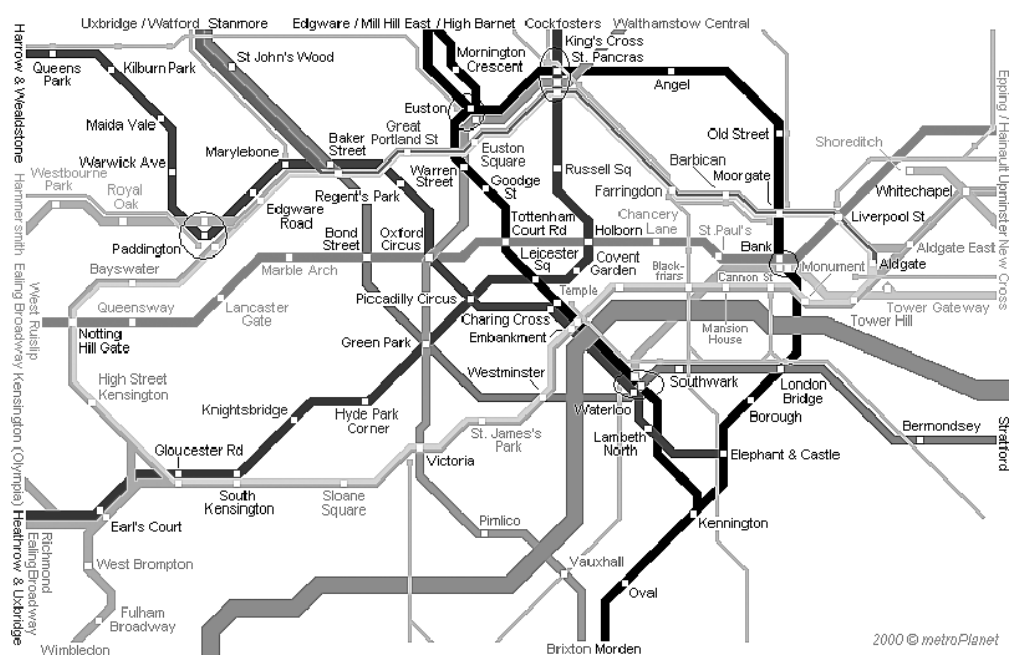 Uxbridge / Watford
Stanmore
Edgware / Mill Hill East / High Barnet
Cockfosters
Walthamstow Central
Harrow & Wealdstone
Hammersmith
Ealing Broadway
Kensington (Olympia)
Heathrow & Uxbridge
West Ruislip
Richmond
EalingBroadway
Epping / Hainault
Upminster
New Cross
Stratford
Queens
Park
Kilburn Park
St John's Wood
Mornington
Crescent
King's Cross
St. Pancras
Angel
Euston
Maida Vale
Warwick Ave
Marylebone
Baker
Street
Great
Portland St
Euston
Square
Warren
Street
Goodge
St
Russell Sq
Old Street
Barbican
Moorgate
Farringdon
Shoreditch
Whitechapel
Liverpool St
Westbourne
Park
Royal
Oak
Paddington
Edgware
Road
Regent's Park
Bond
Street
Oxford
Circus
Tottenham
Court Rd
Holborn
Chancery
Lane
St.Paul's
Bank
Aldgate East
Aldgate
Bayswater
Marble Arch
Leicester
Sq
Covent
Garden
Black-
friars
Cannon St
Monument
Queensway
Lancaster
Gate
Piccadilly Circus
Temple
Tower Gateway
Tower Hill
Notting
Hill Gate
Green Park
Charing Cross
Embankment
Mansion
House
High Street
Kensington
Knightsbridge
Hyde Park
Corner
Westminster
Waterloo
Southwark
London
Bridge
Borough
Bermondsey
St. James's
Park
Lambeth
North
Elephant & Castle
Gloucester Rd
Victoria
South
Kensington
Sloane
Square
Earl's Court
Pimlico
Kennington
West Brompton
Vauxhall
Oval
Fulham
Broadway
Wimbledon
Brixton
Morden
2000 © metroPlanet